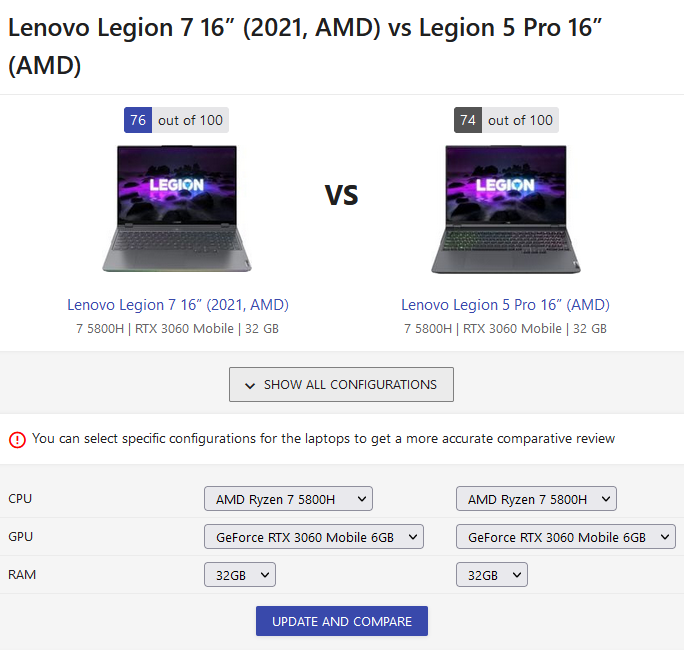 Lenovo Legion 7 16” (2021, AMD) vs Legion 5 Pro 16”
(AMD)
76 out of 100
74 out of 100
LEGION
VS
LEGION
Lenovo Legion 7 16” (2021, AMD)
Lenovo Legion 5 Pro 16” (AMD)
7 5800H | RTX 3060 Mobile | 32 GB
7 5800H | RTX 3060 Mobile | 32 GB
SHOW ALL CONFIGURATIONS
You can select specific configurations for the laptops to get a more accurate comparative review
CPU
AMD Ryzen 7 5800H
AMD Ryzen 7 5800H
GPU
GeForce RTX 3060 Mobile 6GB
GeForce RTX 3060 Mobile 6GB
RAM
32GB
32GB
UPDATE AND COMPARE